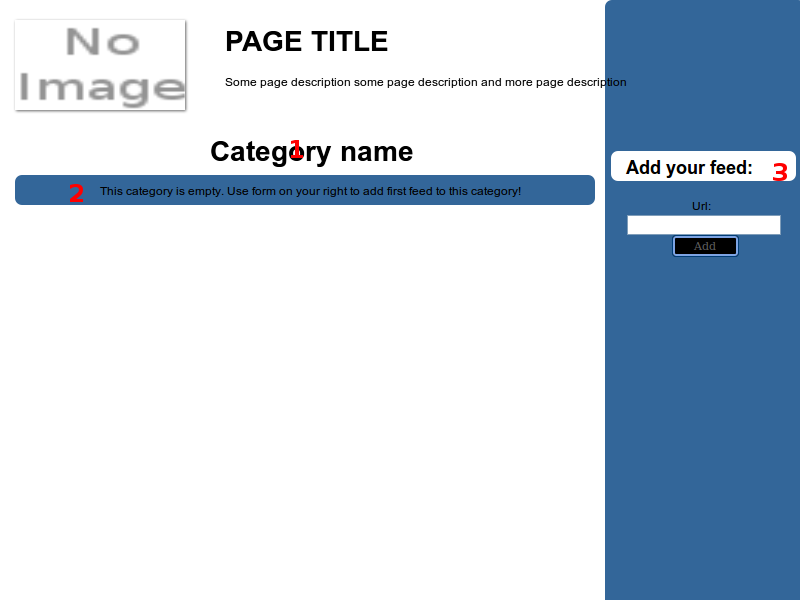 No
Image
PAGE TITLE
Some page description some page description and more page description
Category name
1
2
This category is empty. Use form on your right to add first feed to this category!
Add your feed:
3
Url:
Add